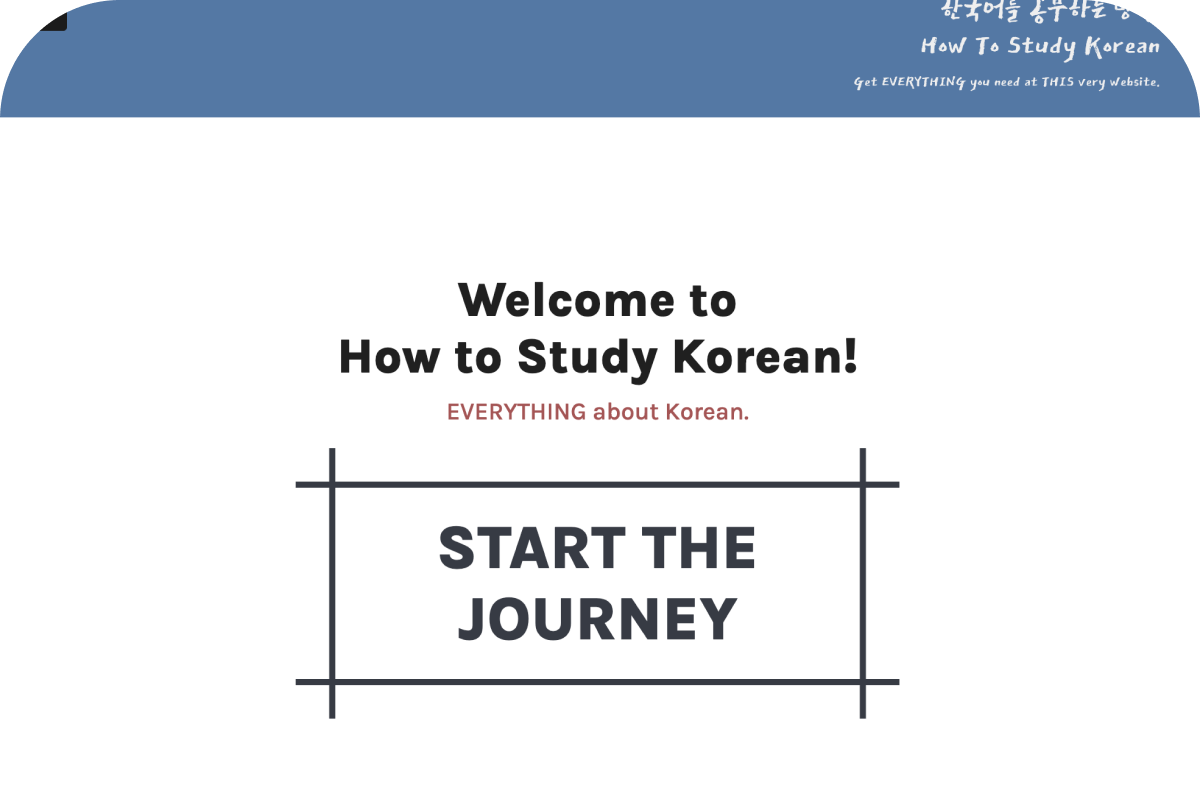 한국어를 공부하는
How To Study Korean
Get EVERYTHING you need at THIS very website.
Welcome to
How to Study Korean!
EVERYTHING about Korean.
START THE
JOURNEY